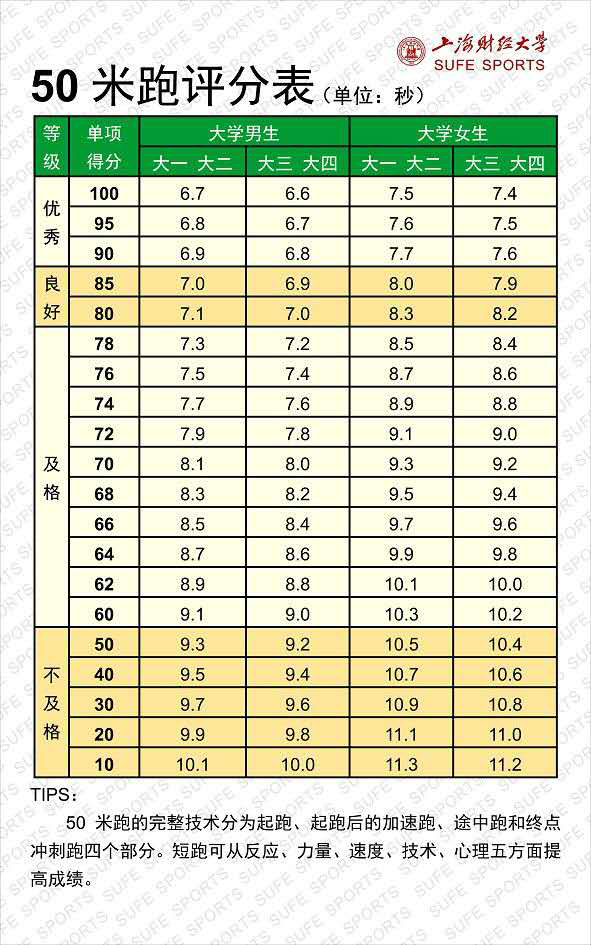 上海财经大学
SUFE SPORTS
50 米跑评分表(单位：秒)
等级 单项得分 大学男生 大学女生
大一 大二 大三 大四 大一 大二 大三 大四
优秀
100 6.7 6.6 7.5 7.4
95 6.8 6.7 7.6 7.5
90 6.9 6.8 7.7 7.6
良好
85 7.0 6.9 8.0 7.9
80 7.1 7.0 8.3 8.2
及格
78 7.3 7.2 8.5 8.4
76 7.5 7.4 8.7 8.6
74 7.7 7.6 8.9 8.8
72 7.9 7.8 9.1 9.0
70 8.1 8.0 9.3 9.2
68 8.3 8.2 9.5 9.4
66 8.5 8.4 9.7 9.6
64 8.7 8.6 9.9 9.8
62 8.9 8.8 10.1 10.0
60 9.1 9.0 10.3 10.2
不及格
50 9.3 9.2 10.5 10.4
40 9.5 9.4 10.7 10.6
30 9.7 9.6 10.9 10.8
20 9.9 9.8 11.1 11.0
10 10.1 10.0 11.3 11.2
TIPS：
50 米跑的完整技术分为起跑、起跑后的加速跑、途中跑和终点
冲刺跑四个部分。短跑可从反应、力量、速度、技术、心理五方面提
高成绩。